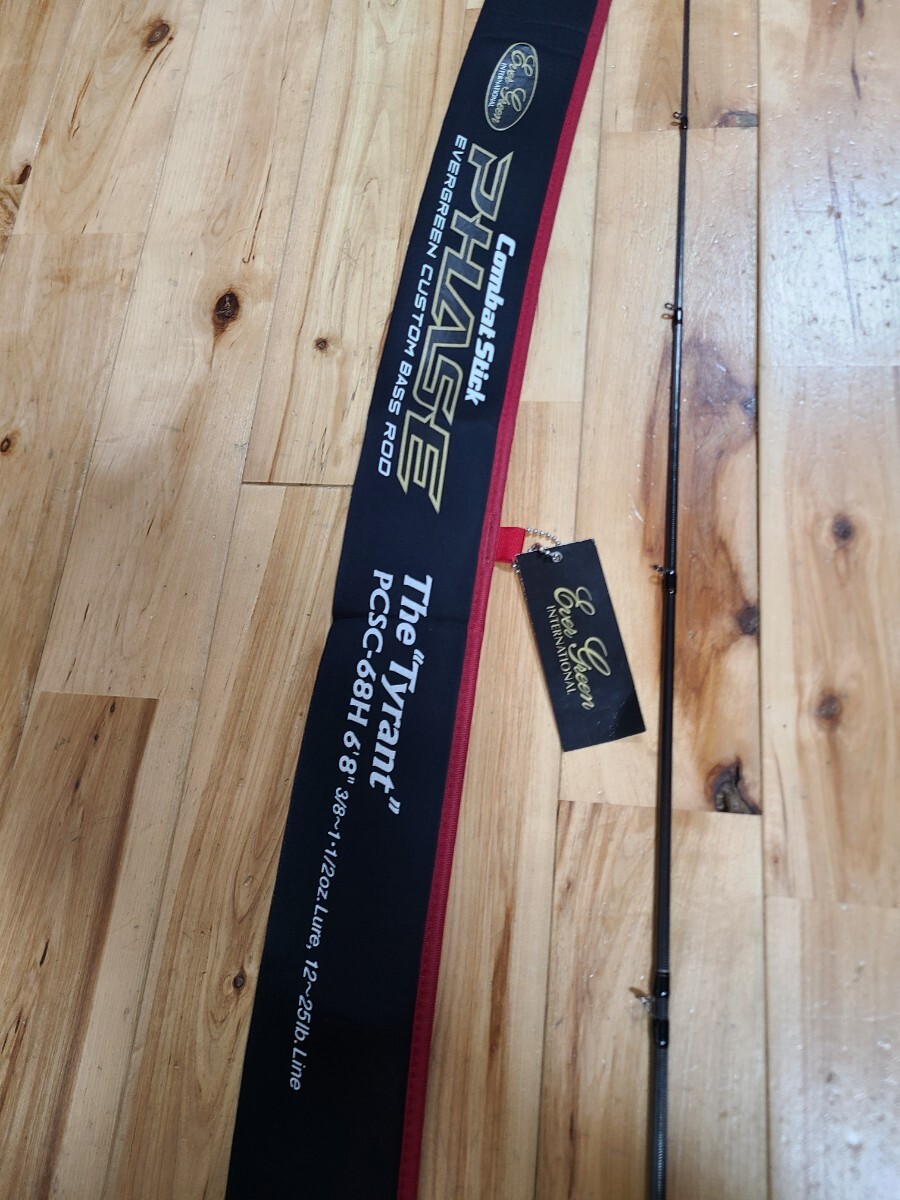 Ever Green
INTERNATIONAL
Combat Stick
PHASE
EVERGREEN CUSTOM BASS ROD
The "Tyrant"
PCSC-68H 6'8" 3/8~1・1/2oz.Lure, 12~25lb.Line
Ever Green
INTERNATIONAL